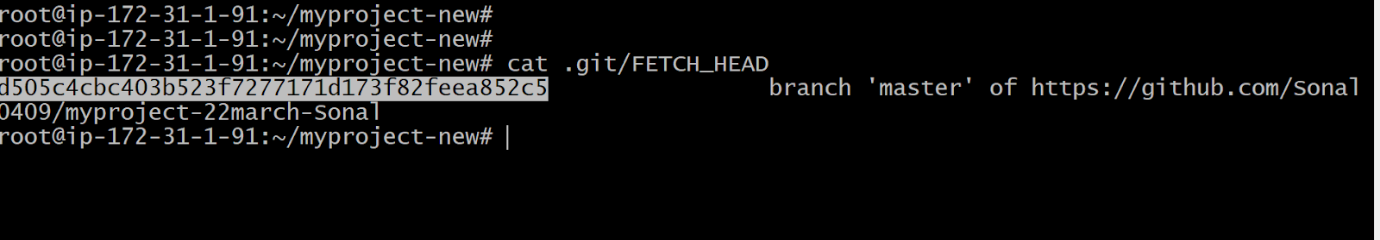 root@ip-172-31-1-91:~/myproject-new#
root@ip-172-31-1-91:~/myproject-new#
root@ip-172-31-1-91:~/myproject-new# cat .git/FETCH_HEAD
d505c4cbc403b523f7277171d173f82feea852c5 branch 'master' of https://github.com/Sonal
0409/myproject-22march-Sonal
root@ip-172-31-1-91:~/myproject-new#